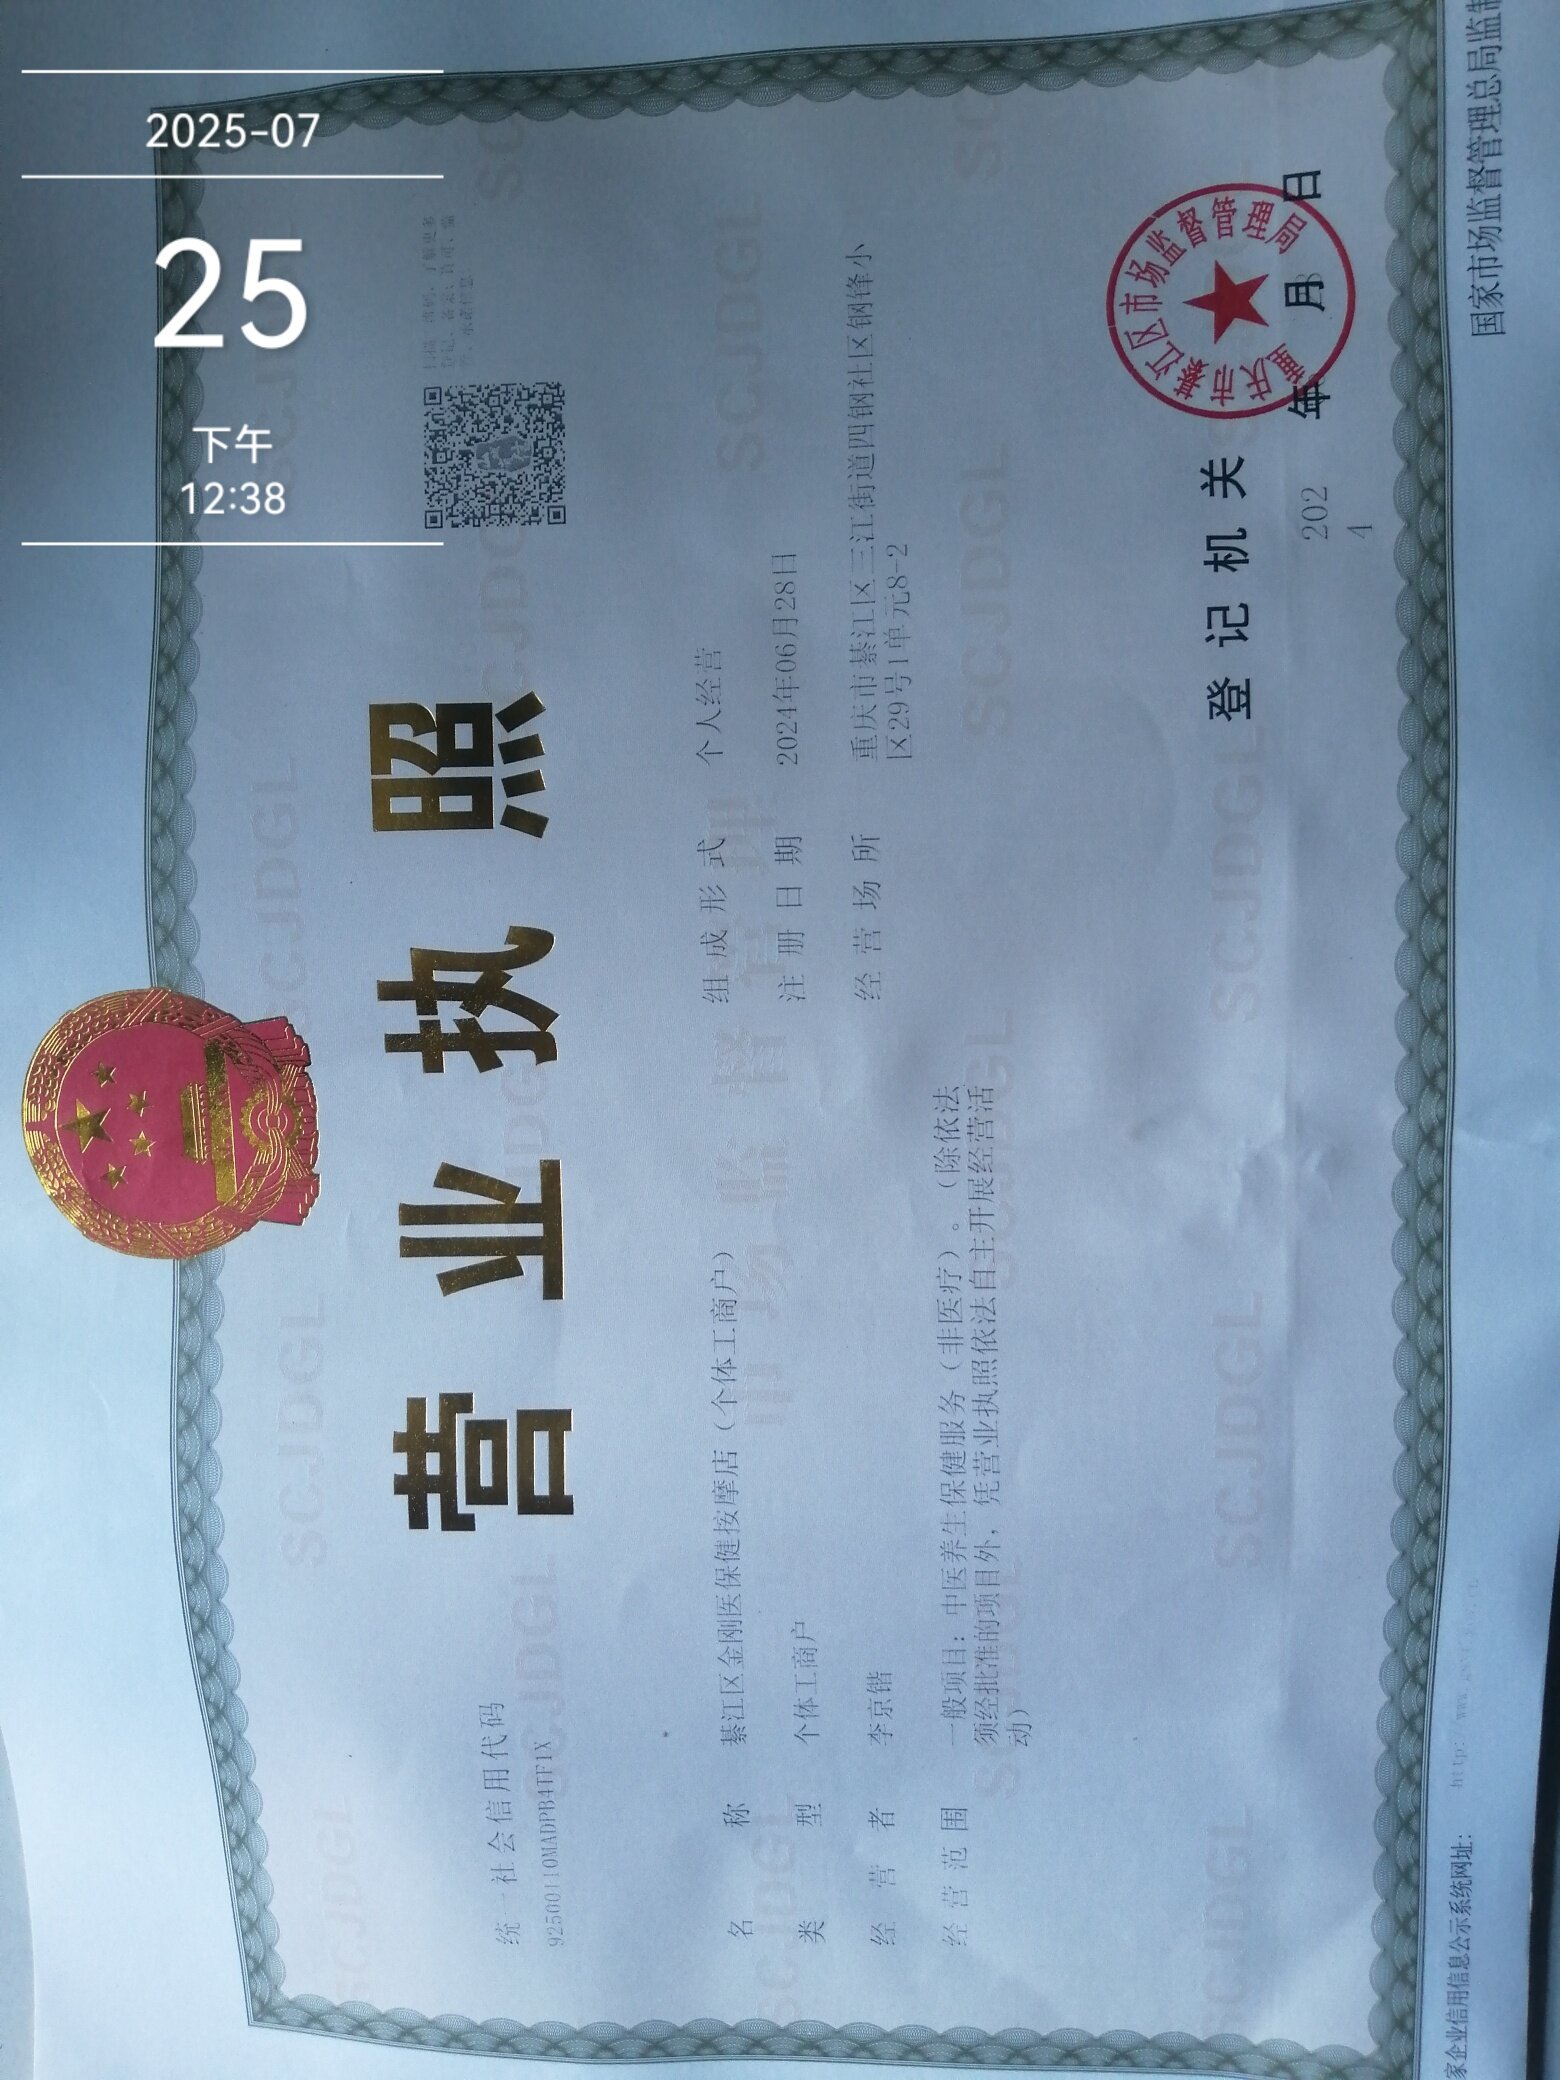 2025-07
25
下午
12:38
营业执照
统一社会信用代码
92500110MADPB4TF1X
名称 綦江区金刚医保健按摩店（个体工商户）
类型 个体工商户
经营者 李京锴
经营范围 一般项目：中医养生保健服务（非医疗）。（除依法
须经批准的项目外，凭营业执照依法自主开展经营活
动）
组成形式 个人经营
注册日期 2024年06月28日
经营场所 重庆市綦江区三江街道四钢社区钢锋小
区29号1单元8-2
登记机关
重庆市綦江区市场监督管理局
202
4
年 月 日
家企业信用信息公示系统网址：
国家市场监督管理总局监制
SCJDGL